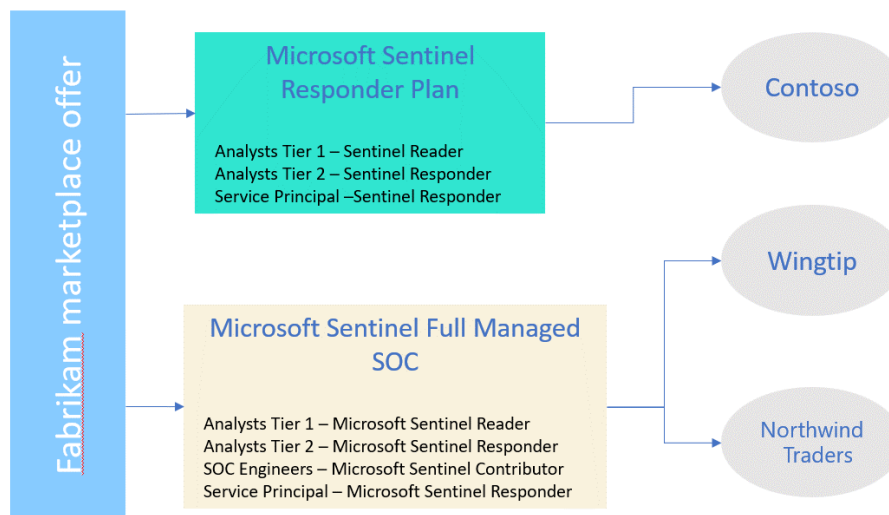 Fabrikam marketplace offer
Microsoft Sentinel
Responder Plan
Analysts Tier 1 – Sentinel Reader
Analysts Tier 2 – Sentinel Responder
Service Principal –Sentinel Responder
Contoso
Microsoft Sentinel Full Managed
SOC
Analysts Tier 1 – Microsoft Sentinel Reader
Analysts Tier 2 – Microsoft Sentinel Responder
SOC Engineers – Microsoft Sentinel Contributor
Service Principal – Microsoft Sentinel Responder
Wingtip
Northwind
Traders